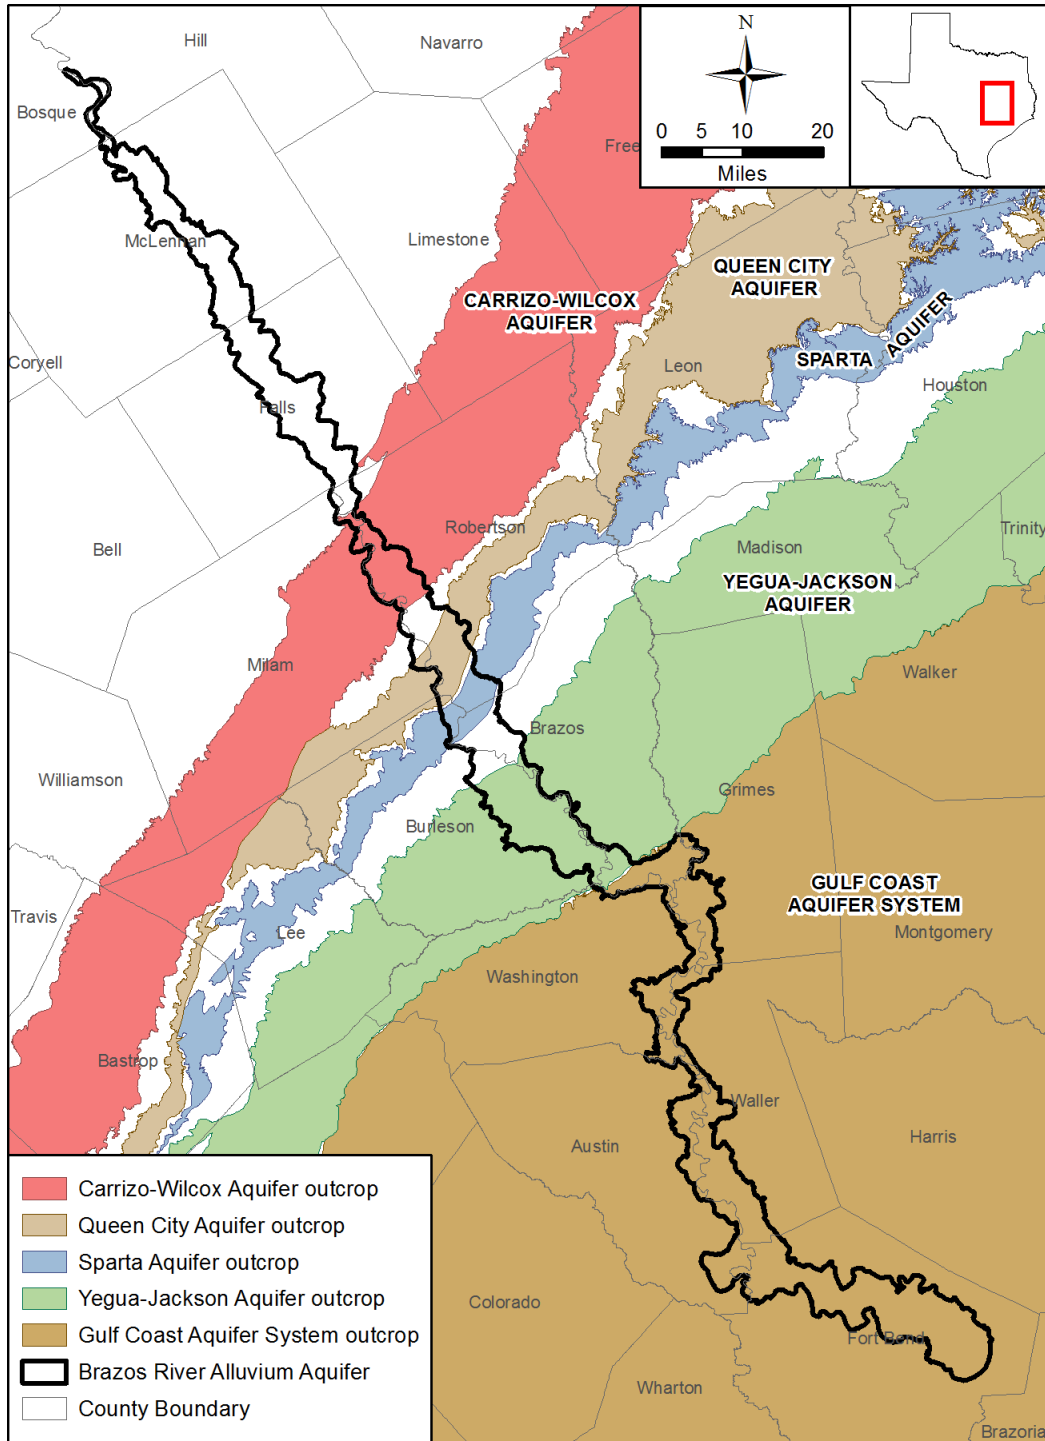 Hill
Navarro
N
0 5 10 20
Miles
Bosque
Free
McLennan
Limestone
QUEEN CITY
AQUIFER
CARRIZO-WILCOX
AQUIFER
SPARTA
AQUIFER
Coryell
Leon
Houston
Falls
Robertson
Trinity
Bell
Madison
YEGUA-JACKSON
AQUIFER
Milam
Walker
Brazos
Williamson
Grimes
Burleson
GULF COAST
AQUIFER SYSTEM
Travis
Lee
Montgomery
Washington
Bastrop
Waller
Austin
Harris
Carrizo-Wilcox Aquifer outcrop
Queen City Aquifer outcrop
Sparta Aquifer outcrop
Yegua-Jackson Aquifer outcrop
Gulf Coast Aquifer System outcrop
Brazos River Alluvium Aquifer
County Boundary
Colorado
Fort Bend
Wharton
Brazoria